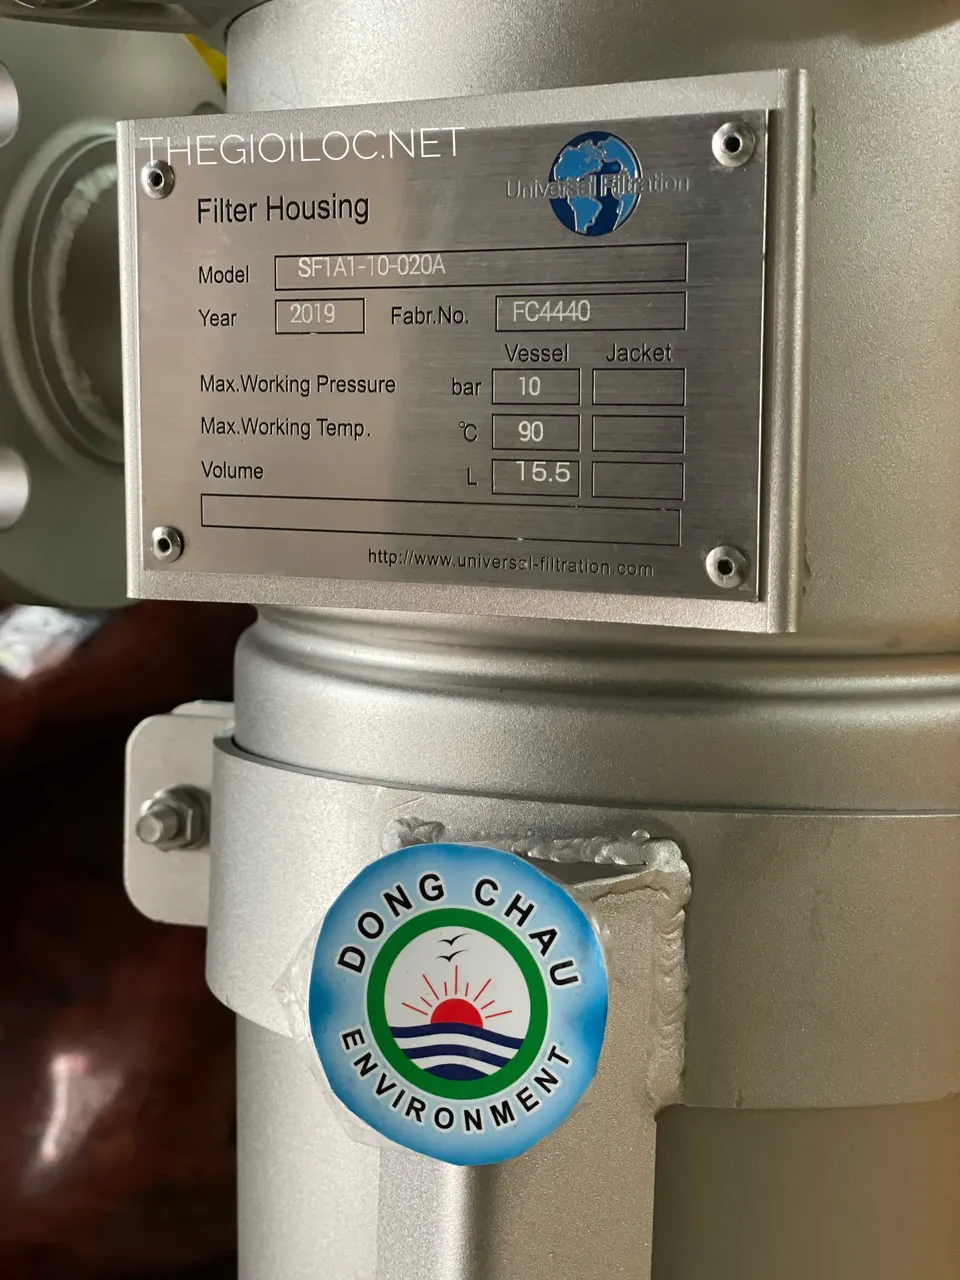 THEGIOILOC.NET
Universal Filtration
Filter Housing
Model SF1A1-10-020A
Year 2019 Fabr.No. FC4440
Vessel Jacket
Max.Working Pressure bar 10
Max.Working Temp. °C 90
Volume L 15.5
http://www.universal-filtration.com
DONG CHAU
ENVIRONMENT